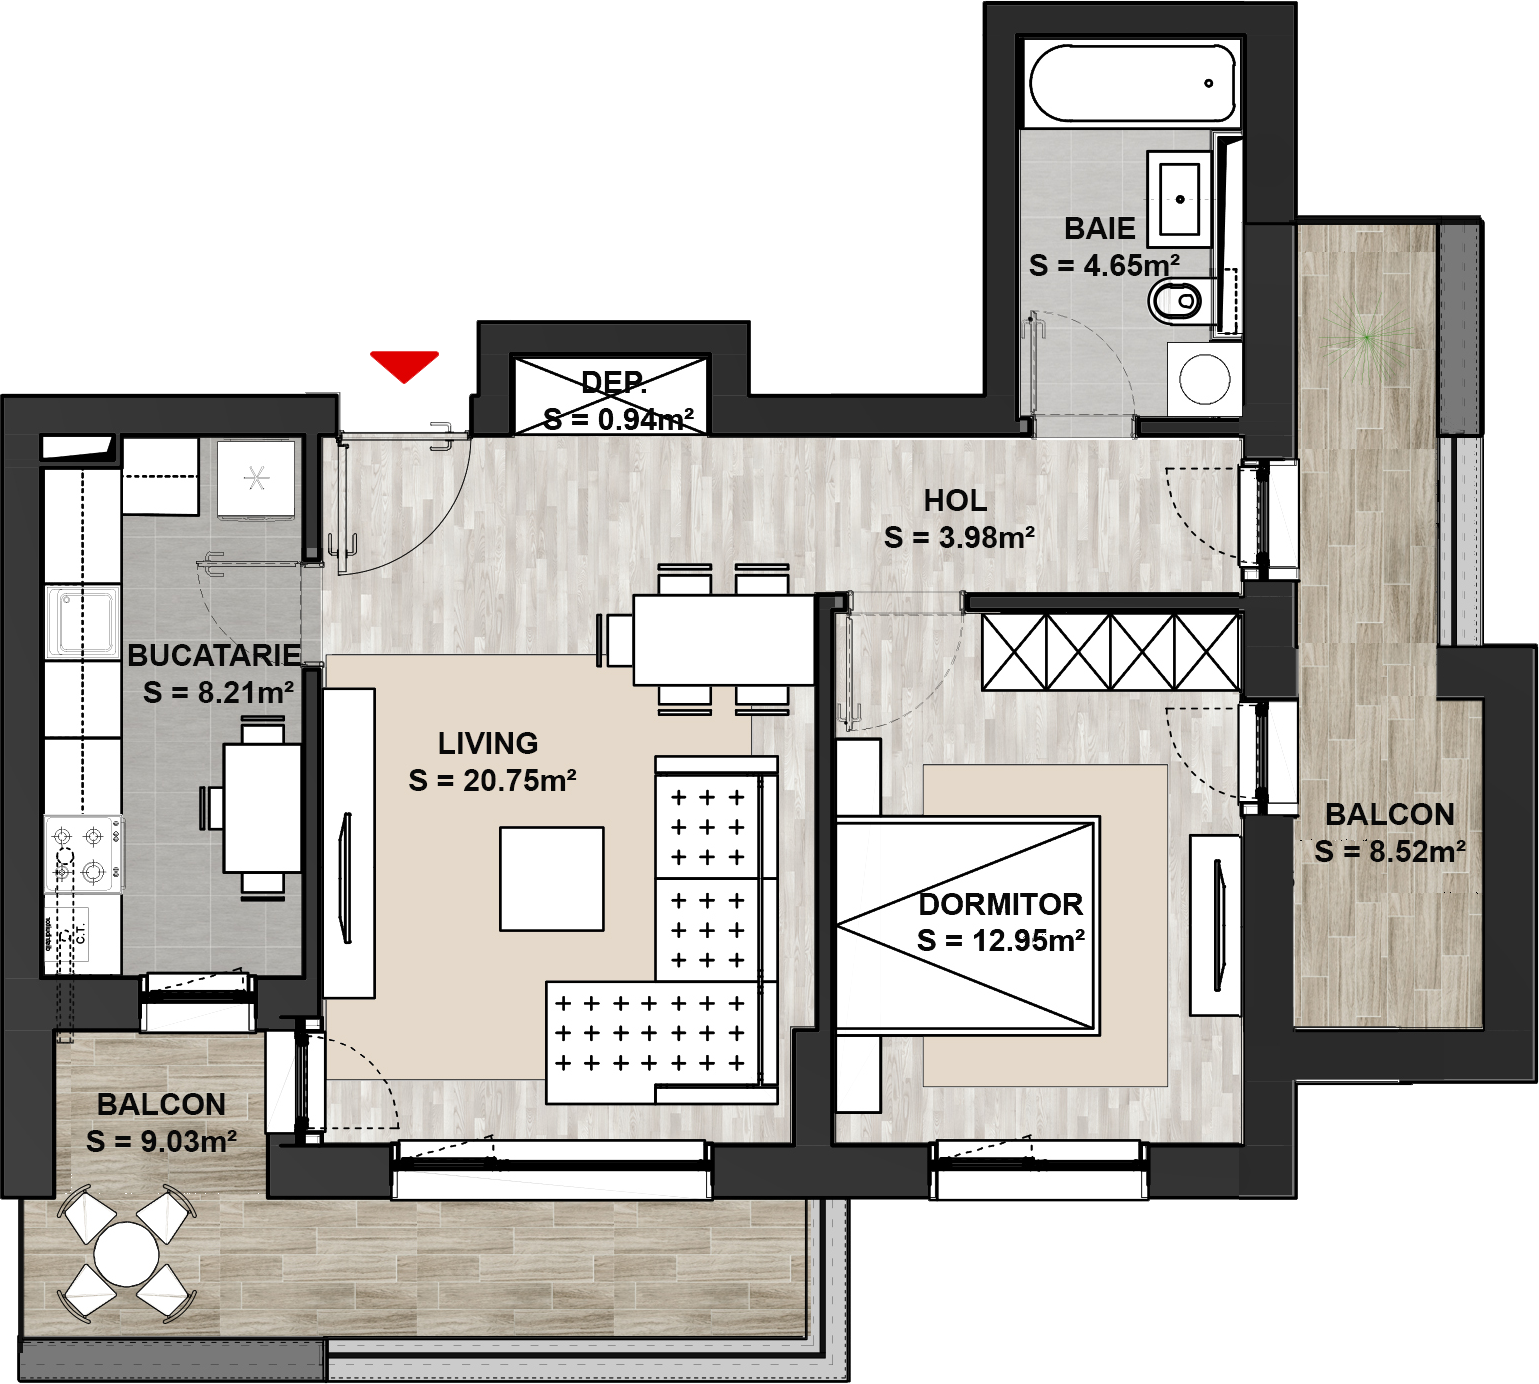 BAIE
S = 4.65m²
DEP.
S = 0.94m²
HOL
S = 3.98m²
BUCATARIE
S = 8.21m²
LIVING
S = 20.75m²
BALCON
S = 8.52m²
DORMITOR
S = 12.95m²
C.T.
BALCON
S = 9.03m²